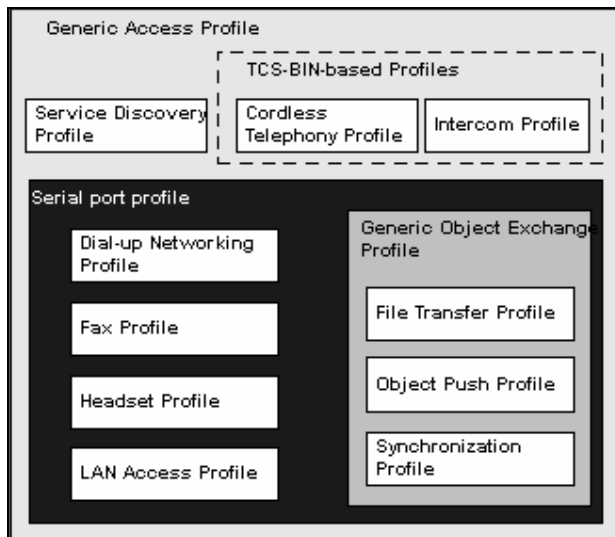 Generic Access Profile
TCS-BIN-based Profiles
Service Discovery
Profile
Cordless
Telephony Profile
Intercom Profile
Serial port profile
Dial-up Networking
Profile
Fax Profile
Headset Profile
LAN Access Profile
Generic Object Exchange
Profile
File Transfer Profile
Object Push Profile
Synchronization
Profile